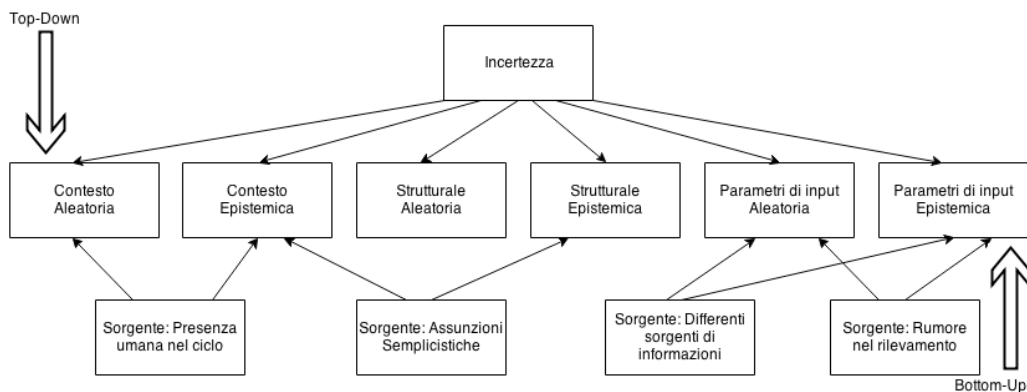 Top-Down
Incertezza
Contesto
Aleatoria
Contesto
Epistemica
Strutturale
Aleatoria
Strutturale
Epistemica
Parametri di input
Aleatoria
Parametri di input
Epistemica
Sorgente: Presenza
umana nel ciclo
Sorgente: Assunzioni
Semplicistiche
Sorgente: Differenti
sorgenti di
informazioni
Sorgente: Rumore
nel rilevamento
Bottom-Up